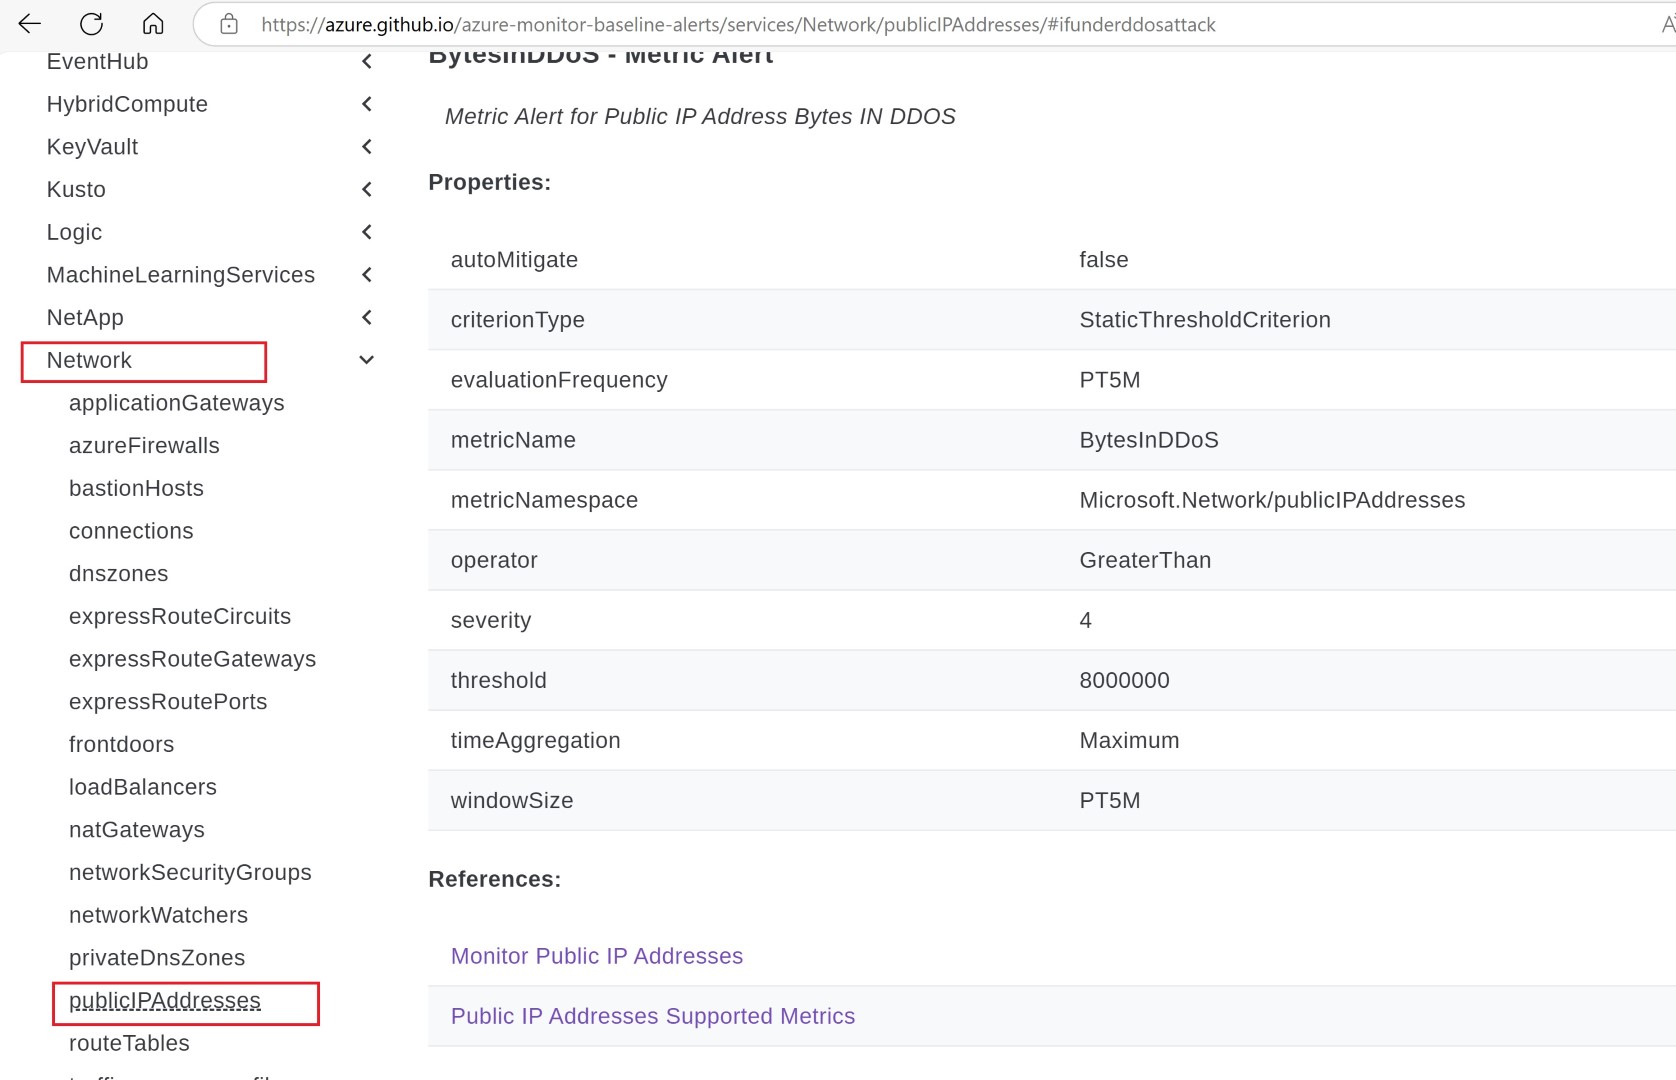 https://azure.github.io/azure-monitor-baseline-alerts/services/Network/publicIPAddresses/#ifunderddosattack
EventHub
HybridCompute
KeyVault
Kusto
Logic
MachineLearningServices
NetApp
Network
applicationGateways
azureFirewalls
bastionHosts
connections
dnszones
expressRouteCircuits
expressRouteGateways
expressRoutePorts
frontdoors
loadBalancers
natGateways
networkSecurityGroups
networkWatchers
privateDnsZones
publicIPAddresses
routeTables
BytesInDDoS - Metric Alert
Metric Alert for Public IP Address Bytes IN DDOS
Properties:
autoMitigate false
criterionType StaticThresholdCriterion
evaluationFrequency PT5M
metricName BytesInDDoS
metricNamespace Microsoft.Network/publicIPAddresses
operator GreaterThan
severity 4
threshold 8000000
timeAggregation Maximum
windowSize PT5M
References:
Monitor Public IP Addresses
Public IP Addresses Supported Metrics